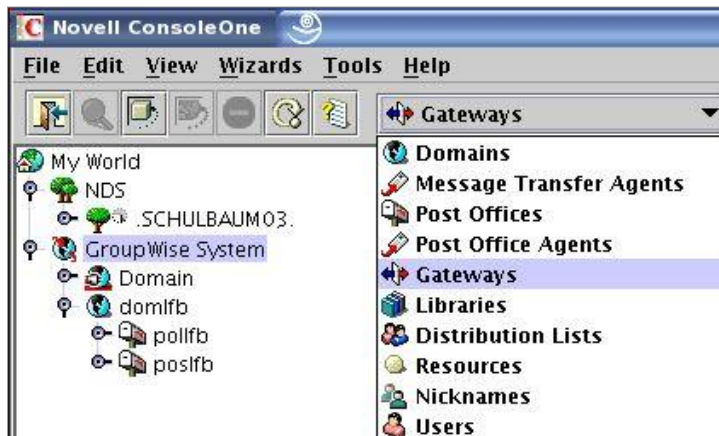 Novell ConsoleOne
File Edit View Wizards Tools Help
Gateways
My World
NDS
.SCHULBAUM03.
GroupWise System
Domain
domlfb
pollfb
poslfb
Domains
Message Transfer Agents
Post Offices
Post Office Agents
Gateways
Libraries
Distribution Lists
Resources
Nicknames
Users